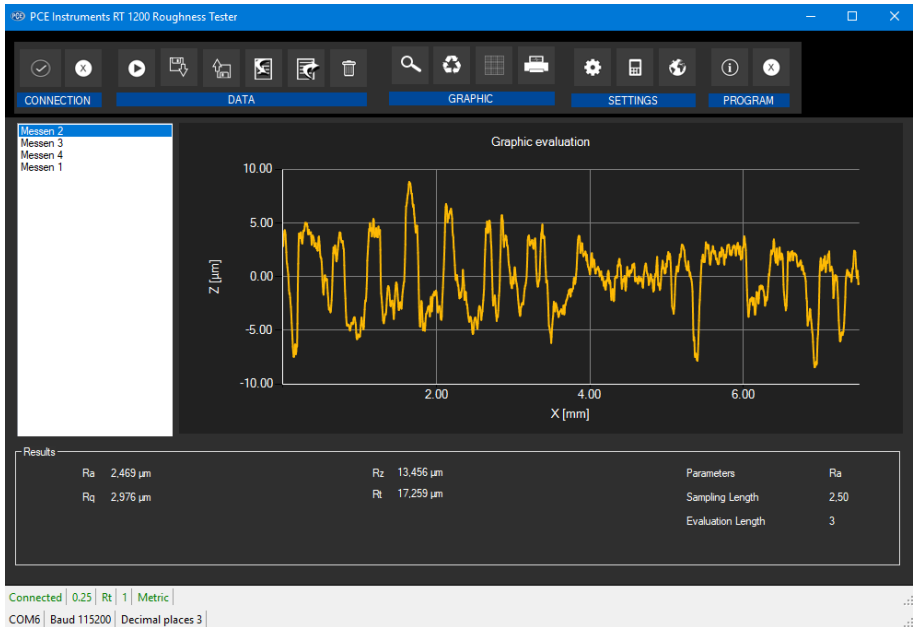 PCE PCE Instruments RT 1200 Roughness Tester
CONNECTION DATA GRAPHIC SETTINGS PROGRAM
Messen 2
Messen 3
Messen 4
Messen 1
Graphic evaluation
10.00
5.00
0.00
-5.00
-10.00
Z [µm]
2.00 4.00 6.00
X [mm]
Results
Ra 2,469 µm Rz 13,456 µm Parameters Ra
Rq 2,976 µm Rt 17,259 µm Sampling Length 2,50
Evaluation Length 3
Connected 0.25 Rt 1 Metric
COM6 Baud 115200 Decimal places 3